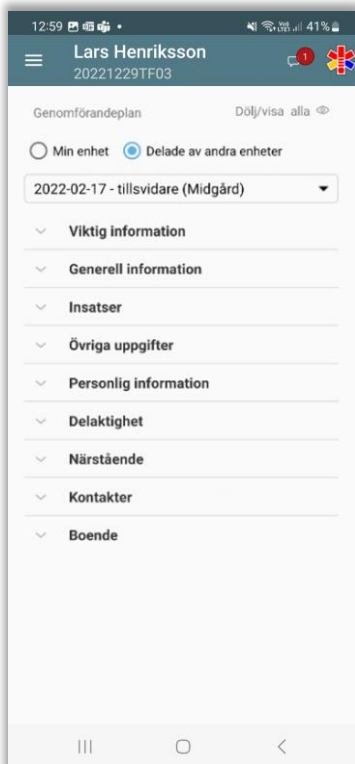 12:59 41%
Lars Henriksson
20221229TF03
1
Genomförandeplan Dölj/visa alla
Min enhet Delade av andra enheter
2022-02-17 - tillsvidare (Midgård)
Viktig information
Generell information
Insatser
Övriga uppgifter
Personlig information
Delaktighet
Närstående
Kontakter
Boende